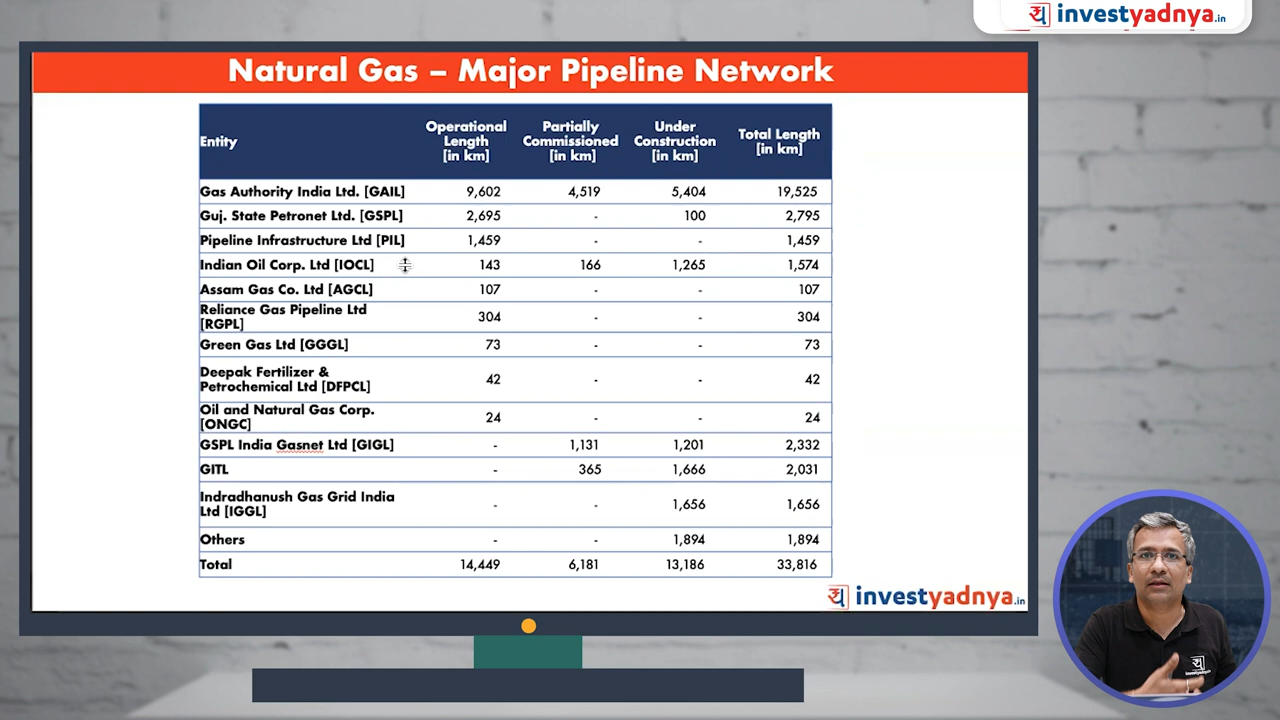 investyadnya.in
Natural Gas – Major Pipeline Network
Entity
Operational Length [in km]
Partially Commissioned [in km]
Under Construction [in km]
Total Length [in km]
Gas Authority India Ltd. [GAIL] 9,602 4,519 5,404 19,525
Guj. State Petronet Ltd. [GSPL] 2,695 - 100 2,795
Pipeline Infrastructure Ltd [PIL] 1,459 - - 1,459
Indian Oil Corp. Ltd [IOCL] 143 166 1,265 1,574
Assam Gas Co. Ltd [AGCL] 107 - - 107
Reliance Gas Pipeline Ltd [RGPL] 304 - - 304
Green Gas Ltd [GGGL] 73 - - 73
Deepak Fertilizer & Petrochemical Ltd [DFPCL] 42 - - 42
Oil and Natural Gas Corp. [ONGC] 24 - - 24
GSPL India Gasnet Ltd [GIGL] - 1,131 1,201 2,332
GITL - 365 1,666 2,031
Indradhanush Gas Grid India Ltd [IGGL] - - 1,656 1,656
Others - - 1,894 1,894
Total 14,449 6,181 13,186 33,816
investyadnya.in